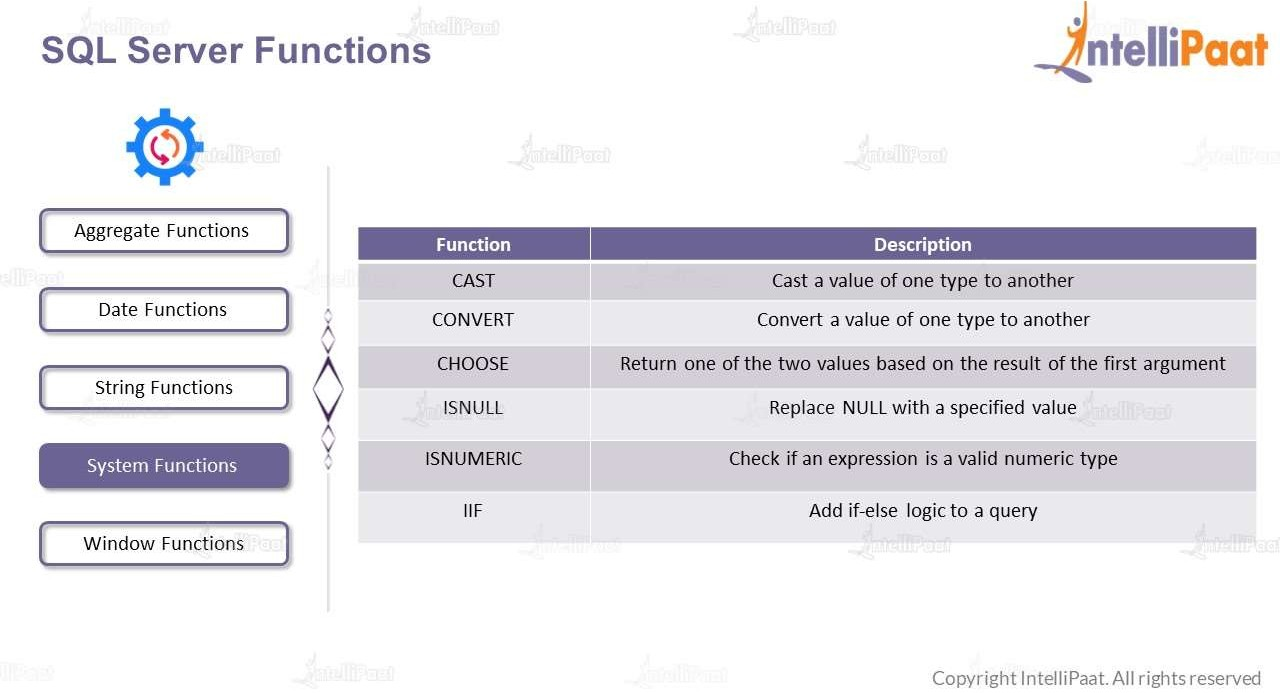 SQL Server Functions
IntelliPaat
Aggregate Functions
Date Functions
String Functions
System Functions
Window Functions
Function Description
CAST Cast a value of one type to another
CONVERT Convert a value of one type to another
CHOOSE Return one of the two values based on the result of the first argument
ISNULL Replace NULL with a specified value
ISNUMERIC Check if an expression is a valid numeric type
IIF Add if-else logic to a query
Copyright IntelliPaat. All rights reserved